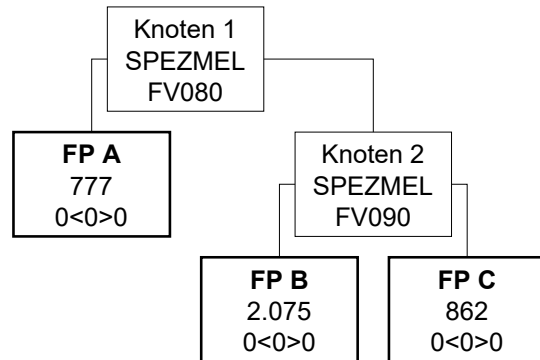 Knoten 1
SPEZMEL
FV080
FP A
777
0<0>0
Knoten 2
SPEZMEL
FV090
FP B
2.075
0<0>0
FP C
862
0<0>0